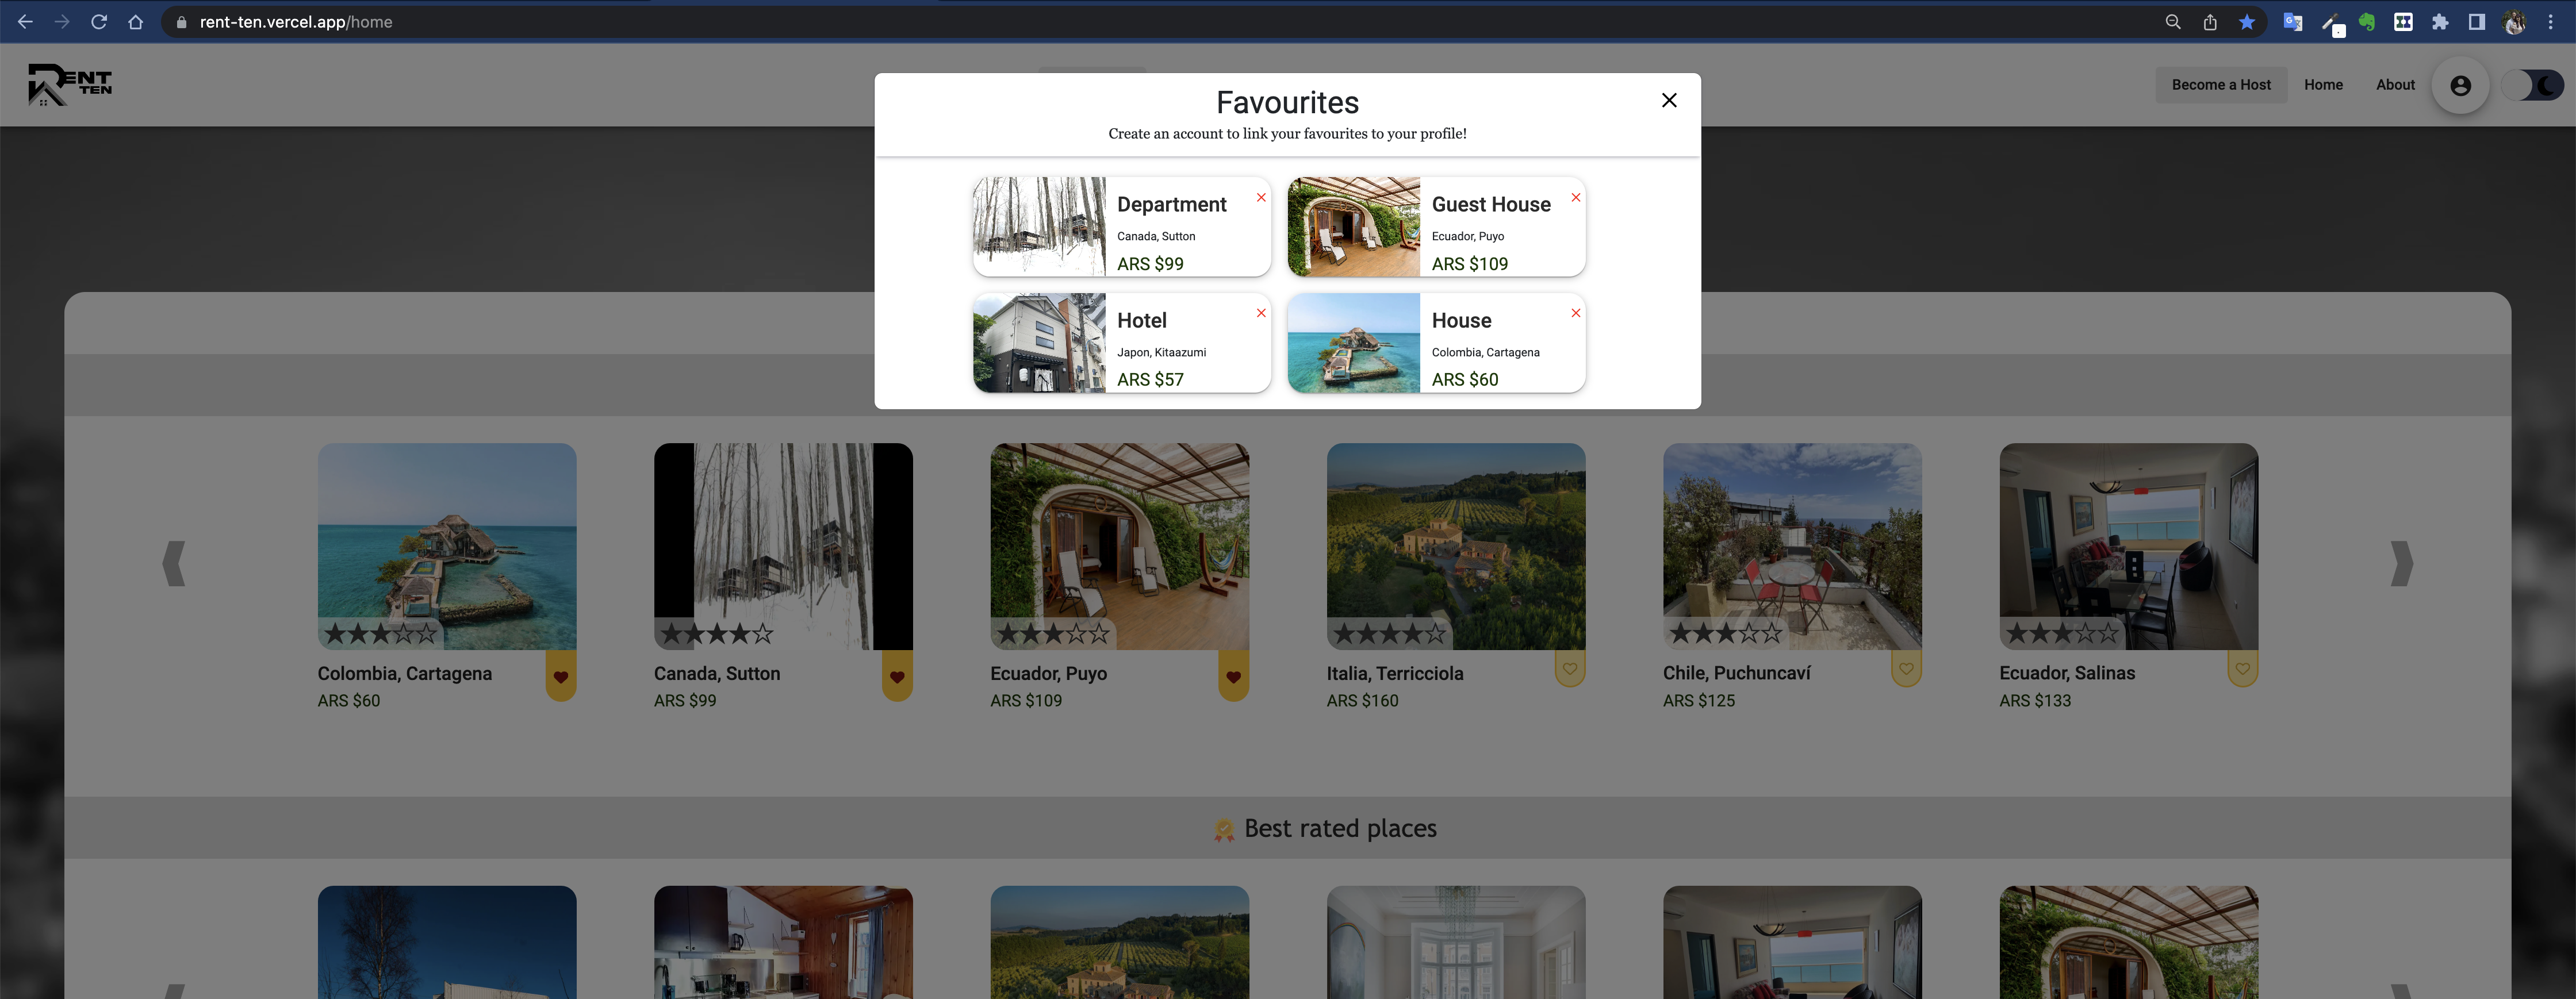 rent-ten.vercel.app/home
RENT
TEN
Become a Host
Home
About
Favourites
Create an account to link your favourites to your profile!
Department
Canada, Sutton
ARS $99
Guest House
Ecuador, Puyo
ARS $109
Hotel
Japon, Kitaazumi
ARS $57
House
Colombia, Cartagena
ARS $60
Colombia, Cartagena
ARS $60
Canada, Sutton
ARS $99
Ecuador, Puyo
ARS $109
Italia, Terricciola
ARS $160
Chile, Puchuncaví
ARS $125
Ecuador, Salinas
ARS $133
Best rated places